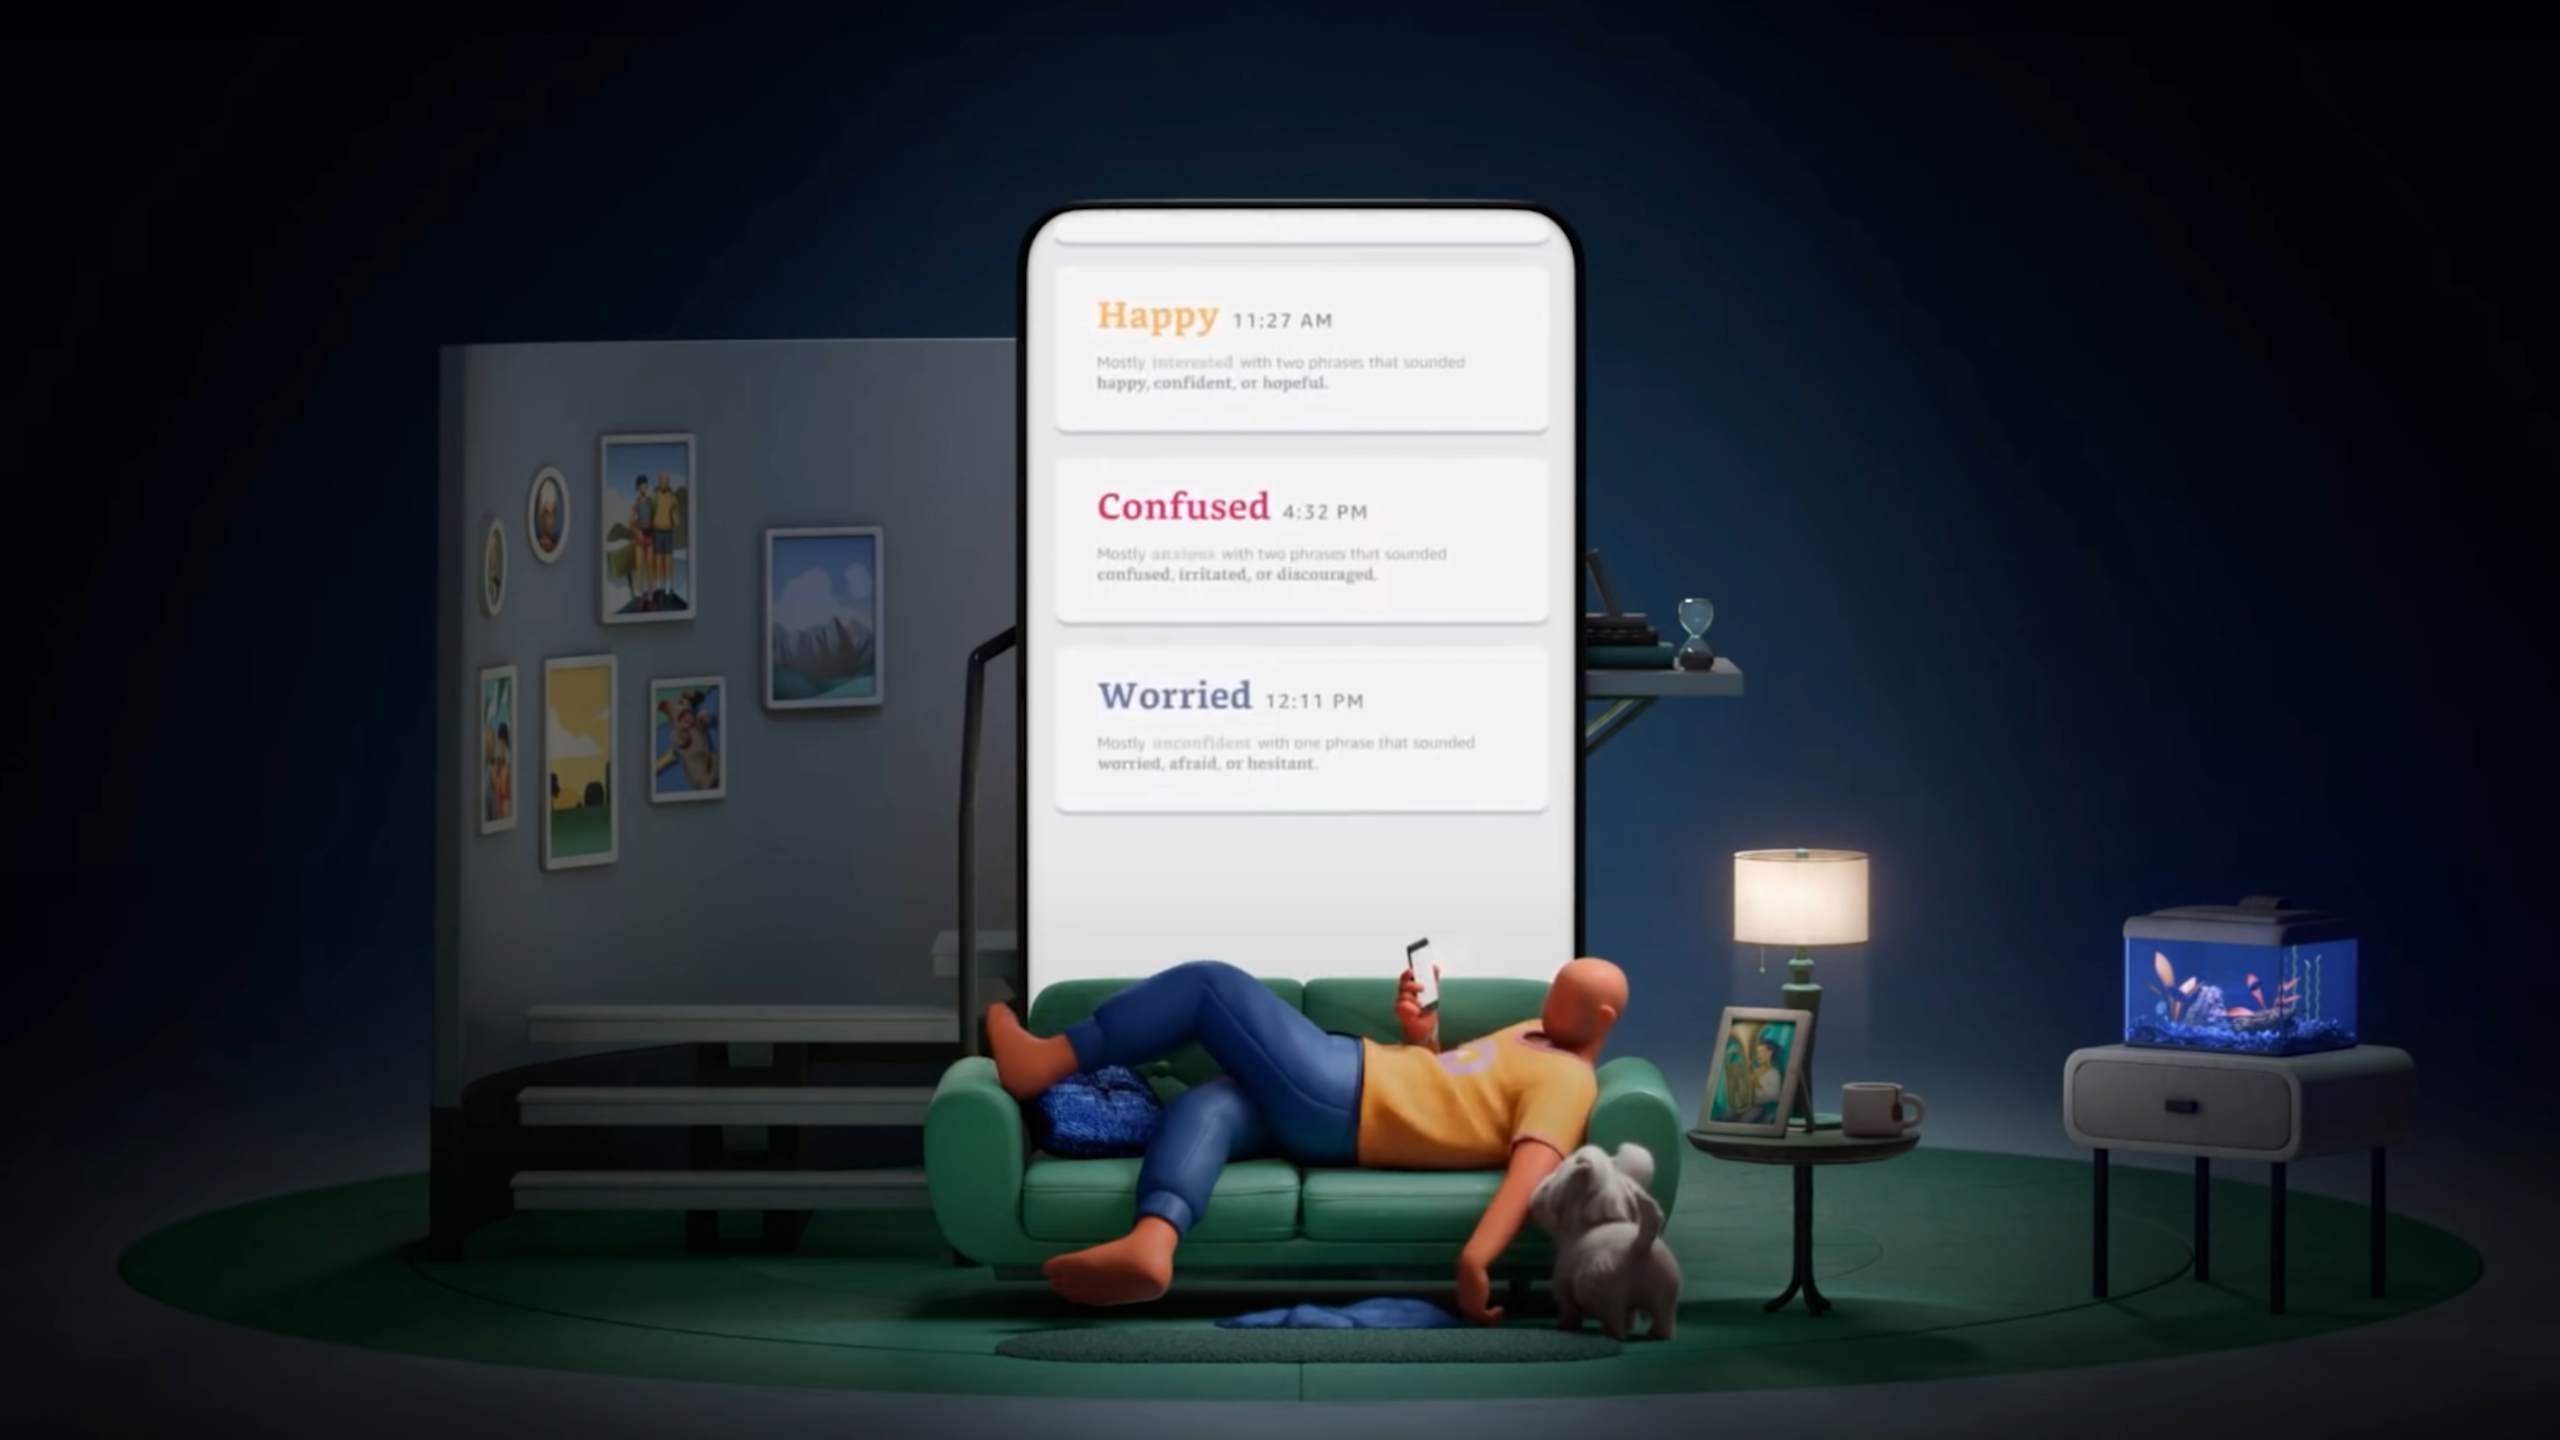 Happy 11:27 AM
Mostly interested with two phrases that sounded
happy, confident, or hopeful.
Confused 4:32 PM
Mostly anxious with two phrases that sounded
confused, irritated, or discouraged.
Worried 12:11 PM
Mostly unconfident with one phrase that sounded
worried, afraid, or hesitant.